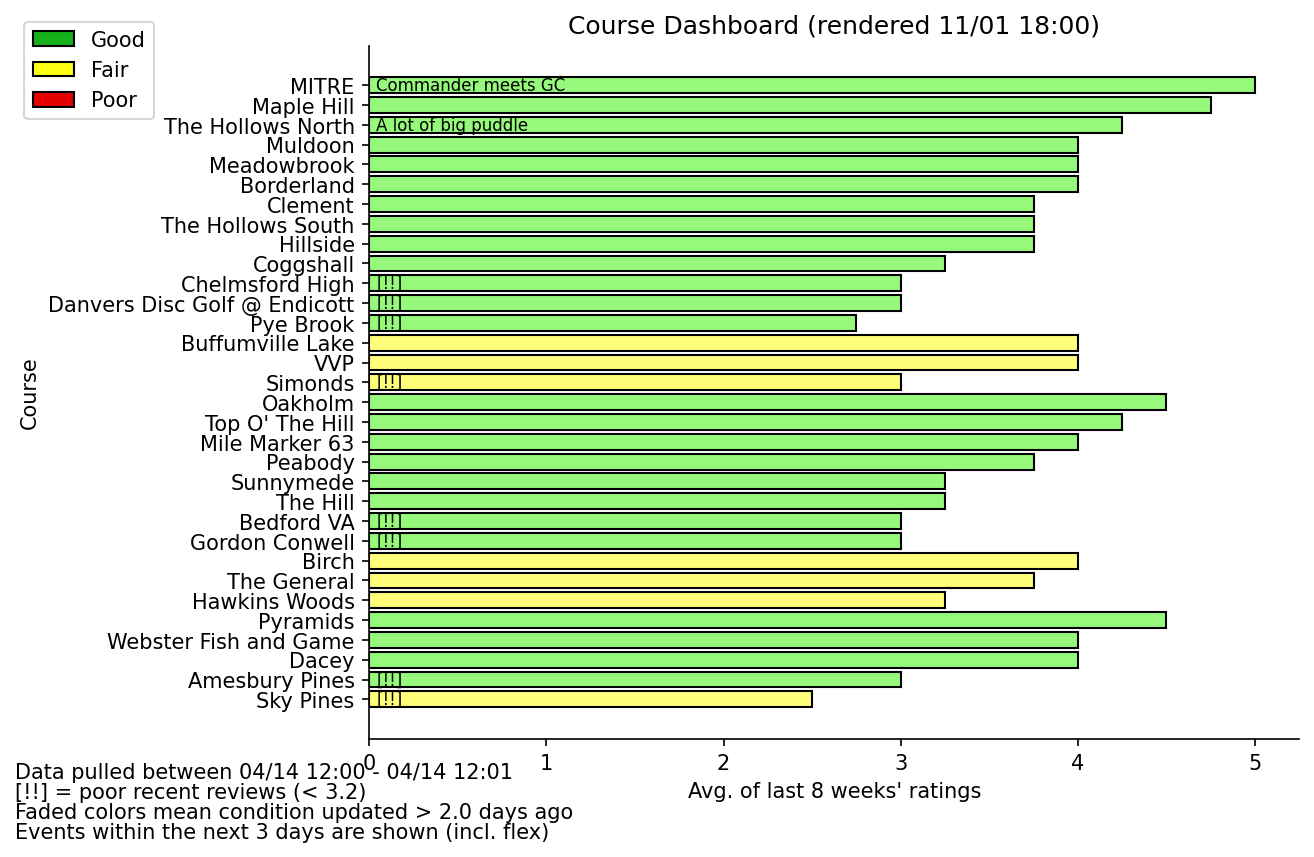 Course Dashboard (rendered 11/01 18:00)
Good
Fair
Poor
MITRE
Commander meets GC
Maple Hill
The Hollows North
A lot of big puddle
Muldoon
Meadowbrook
Borderland
Clement
The Hollows South
Hillside
Coggshall
Chelmsford High
[!!]
Danvers Disc Golf @ Endicott
[!!]
Pye Brook
[!!]
Buffumville Lake
VVP
Simonds
[!!]
Oakholm
Top O' The Hill
Mile Marker 63
Peabody
Sunnymede
The Hill
Bedford VA
[!!]
Gordon Conwell
[!!]
Birch
The General
Hawkins Woods
Pyramids
Webster Fish and Game
Dacey
Amesbury Pines
[!!]
Sky Pines
[!!]
Course
0 1 2 3 4 5
Avg. of last 8 weeks' ratings
Data pulled between 04/14 12:00 - 04/14 12:01
[!!] = poor recent reviews (< 3.2)
Faded colors mean condition updated > 2.0 days ago
Events within the next 3 days are shown (incl. flex)